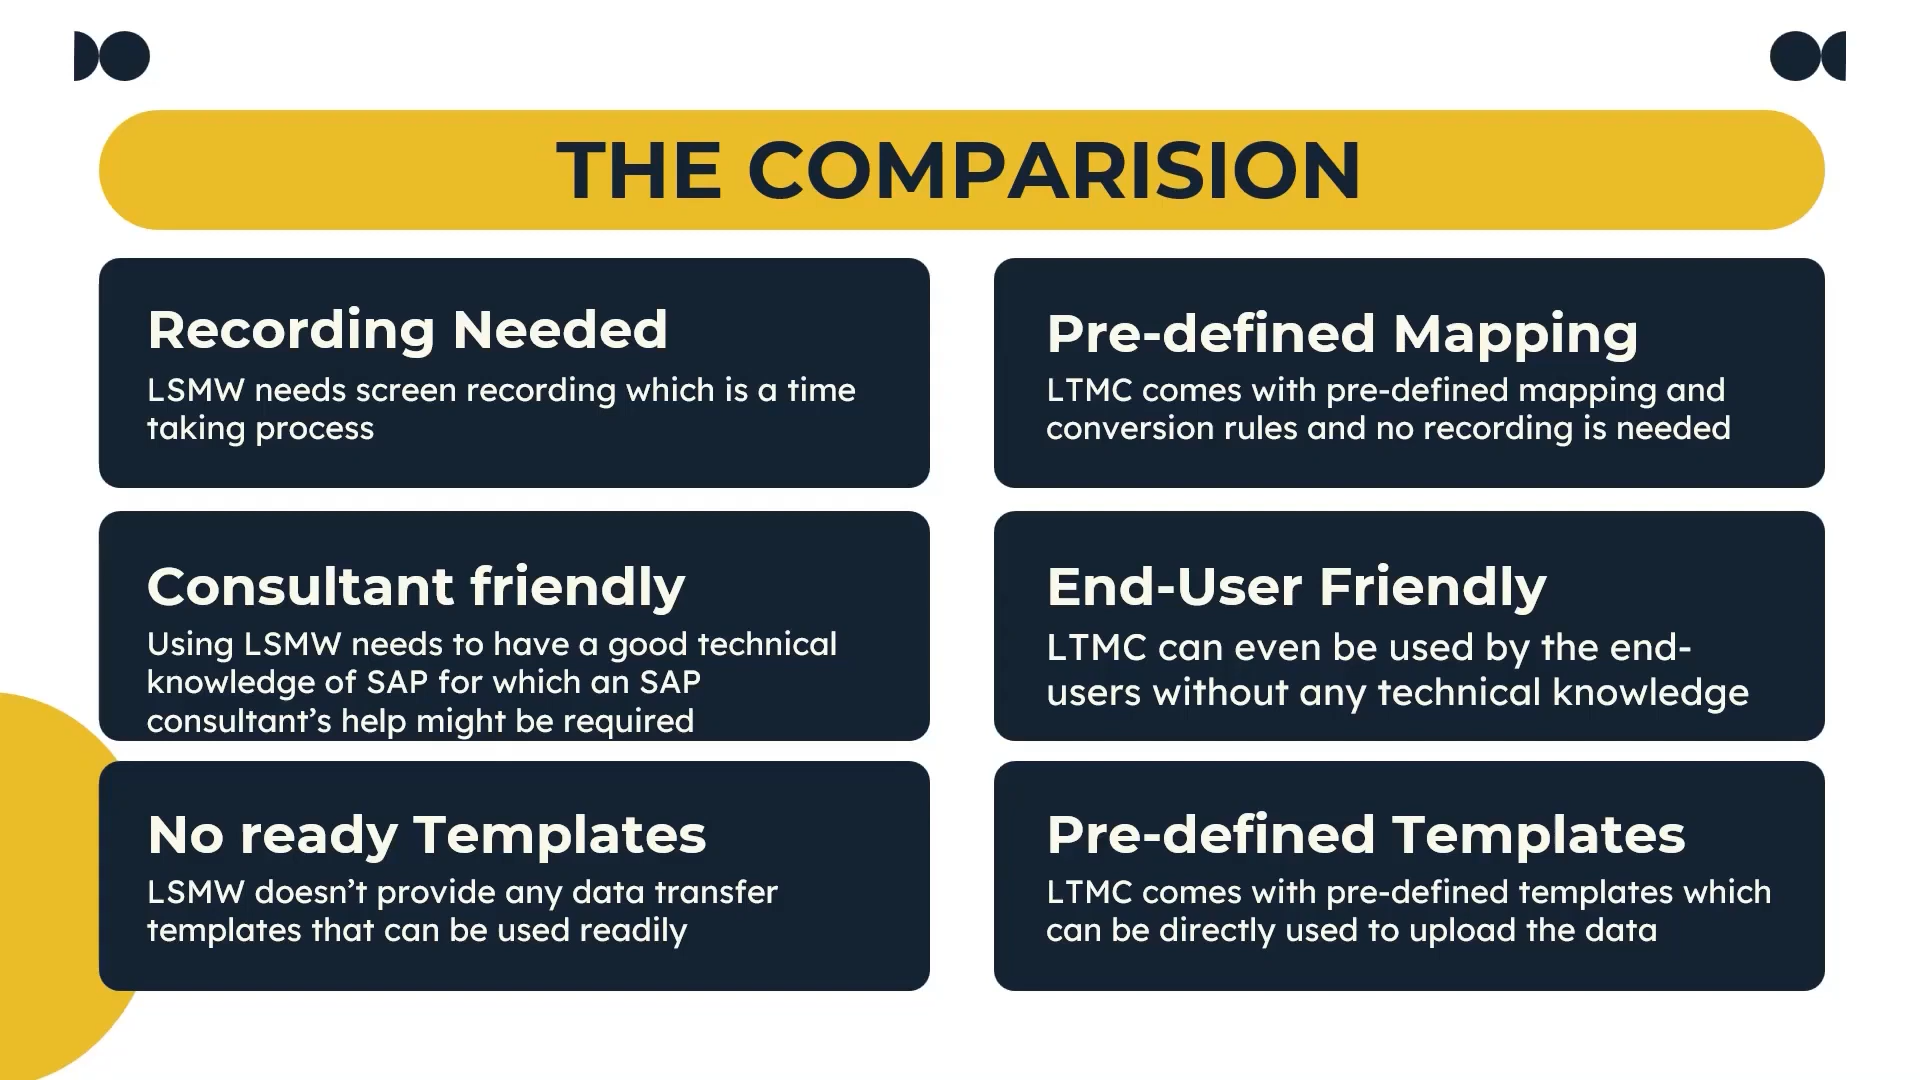 THE COMPARISION
Recording Needed
LSMW needs screen recording which is a time
taking process
Pre-defined Mapping
LTMC comes with pre-defined mapping and
conversion rules and no recording is needed
Consultant friendly
Using LSMW needs to have a good technical
knowledge of SAP for which an SAP
consultant’s help might be required
End-User Friendly
LTMC can even be used by the end-
users without any technical knowledge
No ready Templates
LSMW doesn’t provide any data transfer
templates that can be used readily
Pre-defined Templates
LTMC comes with pre-defined templates which
can be directly used to upload the data